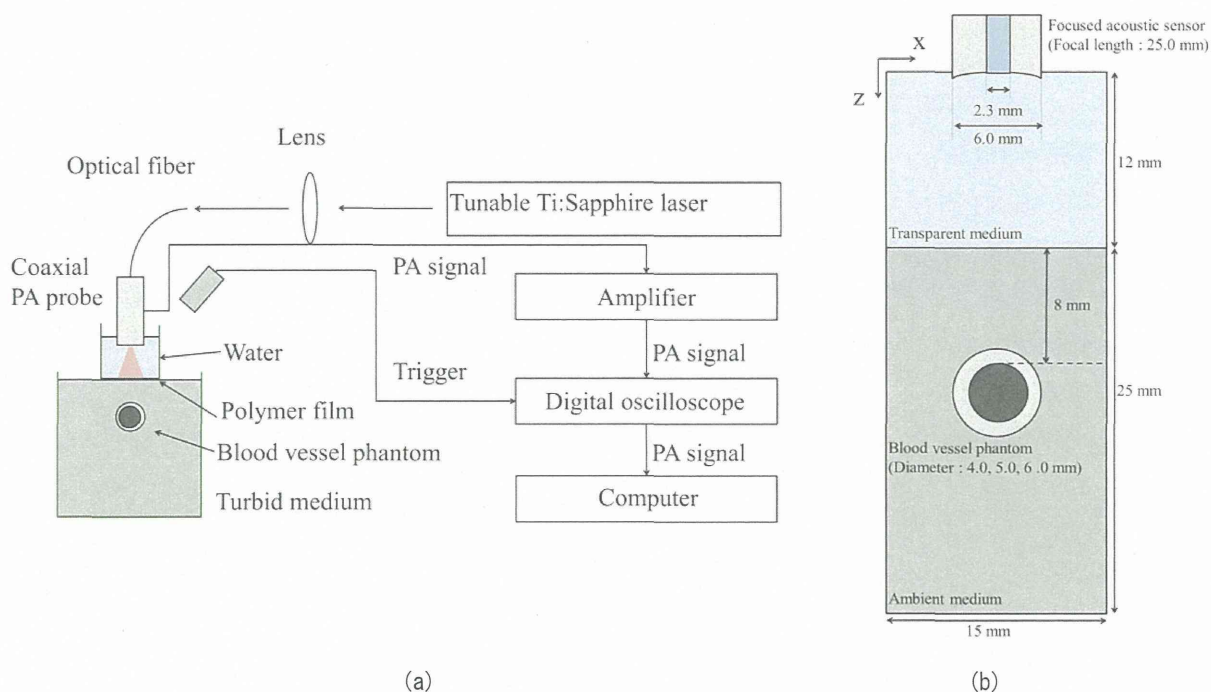 Lens
Optical fiber
Tunable Ti:Sapphire laser
Coaxial
PA probe
PA signal
Amplifier
Water
PA signal
Trigger
Polymer film
Digital oscilloscope
Blood vessel phantom
PA signal
Turbid medium
Computer
(a)
Focused acoustic sensor
(Focal length : 25.0 mm)
X
Z
2.3 mm
6.0 mm
12 mm
Transparent medium
8 mm
25 mm
Blood vessel phantom
(Diameter : 4.0, 5.0, 6 .0 mm)
Ambient medium
15 mm
(b)